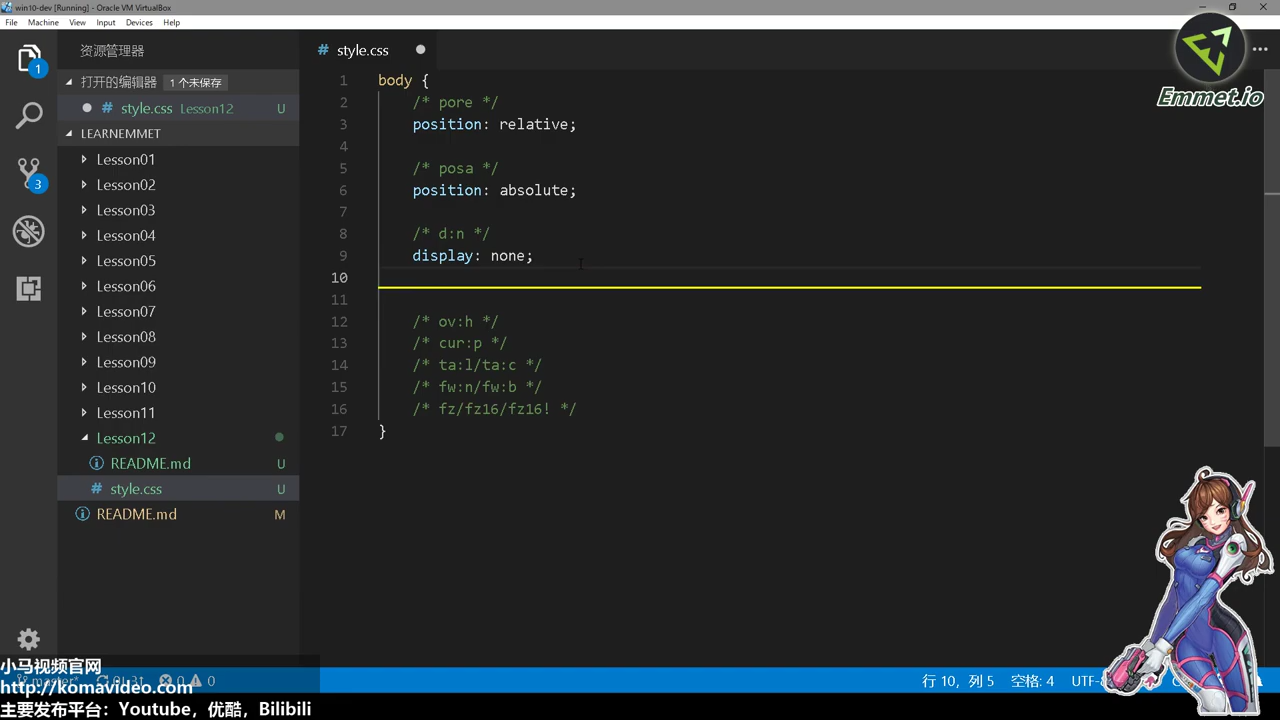 win10-dev [Running] - Oracle VM VirtualBox
File Machine View Input Devices Help
资源管理器
打开的编辑器 1 个未保存
# style.css Lesson12 U
LEARNEMMET
Lesson01
Lesson02
Lesson03
Lesson04
Lesson05
Lesson06
Lesson07
Lesson08
Lesson09
Lesson10
Lesson11
Lesson12
README.md U
# style.css U
README.md M
1
3
# style.css
1 body {
2 /* pore */
3 position: relative;
4
5 /* posa */
6 position: absolute;
7
8 /* d:n */
9 display: none;
10
11
12 /* ov:h */
13 /* cur:p */
14 /* ta:l/ta:c */
15 /* fw:n/fw:b */
16 /* fz/fz16/fz16! */
17 }
Emmet.io
小马视频官网
http://komavideo.com
主要发布平台：Youtube，优酷，Bilibili
master*
0
行 10，列 5 空格: 4